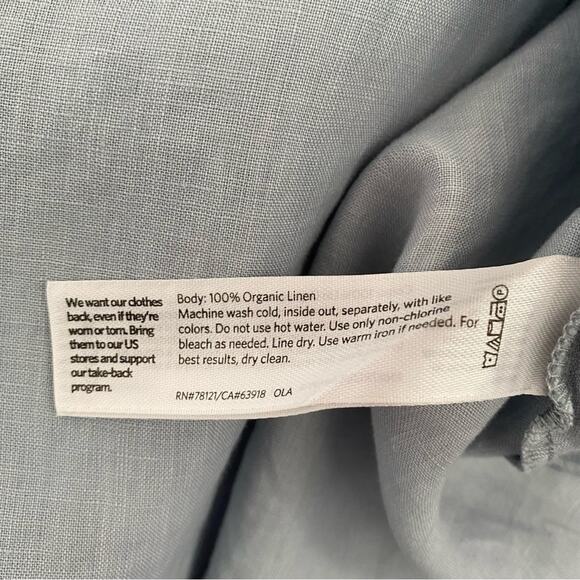 We want our clothes
back, even if they're
worn or torn. Bring
them to our US
stores and support
our take-back
program.
Body: 100% Organic Linen
Machine wash cold, inside out, separately, with like
colors. Do not use hot water. Use only non-chlorine
bleach as needed. Line dry. Use warm iron if needed. For
best results, dry clean.
RN#78121/CA#63918 OLA